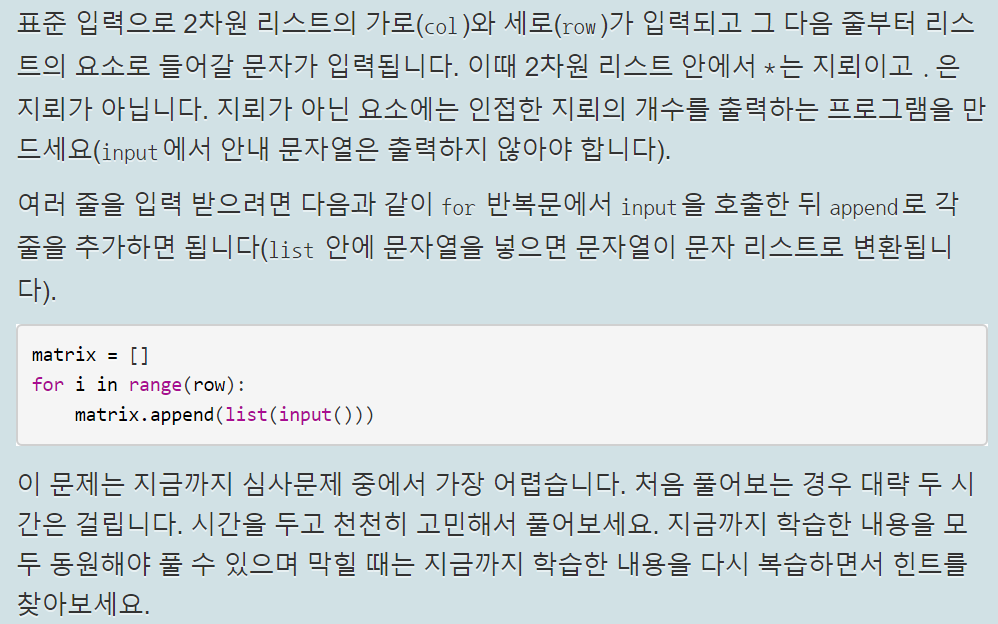 표준 입력으로 2차원 리스트의 가로(col)와 세로(row)가 입력되고 그 다음 줄부터 리스
트의 요소로 들어갈 문자가 입력됩니다. 이때 2차원 리스트 안에서 *는 지뢰이고 .은
지뢰가 아닙니다. 지뢰가 아닌 요소에는 인접한 지뢰의 개수를 출력하는 프로그램을 만
드세요(input에서 안내 문자열은 출력하지 않아야 합니다).
여러 줄을 입력 받으려면 다음과 같이 for 반복문에서 input을 호출한 뒤 append로 각
줄을 추가하면 됩니다(list 안에 문자열을 넣으면 문자열이 문자 리스트로 변환됩니
다).
matrix = []
for i in range(row):
    matrix.append(list(input()))
이 문제는 지금까지 심사문제 중에서 가장 어렵습니다. 처음 풀어보는 경우 대략 두 시
간은 걸립니다. 시간을 두고 천천히 고민해서 풀어보세요. 지금까지 학습한 내용을 모
두 동원해야 풀 수 있으며 막힐 때는 지금까지 학습한 내용을 다시 복습하면서 힌트를
찾아보세요.